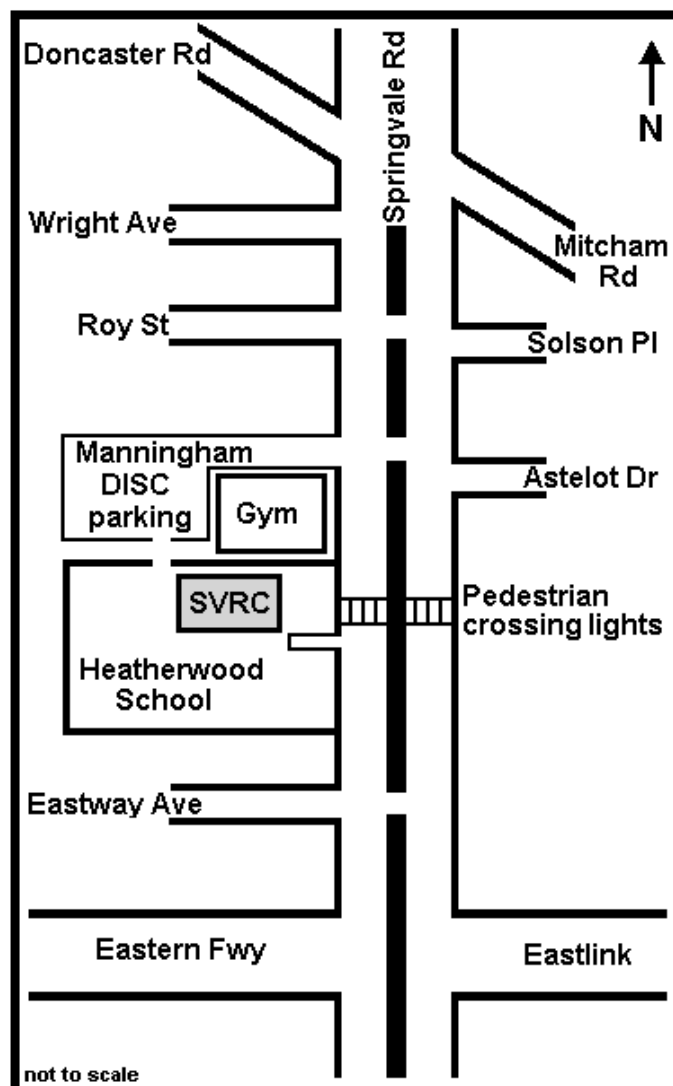 Doncaster Rd
Springvale Rd
N
Wright Ave
Mitcham
Rd
Roy St
Solson Pl
Manningham
DISC
parking
Gym
Astelot Dr
SVRC
Pedestrian
crossing lights
Heatherwood
School
Eastway Ave
Eastern Fwy
Eastlink
not to scale